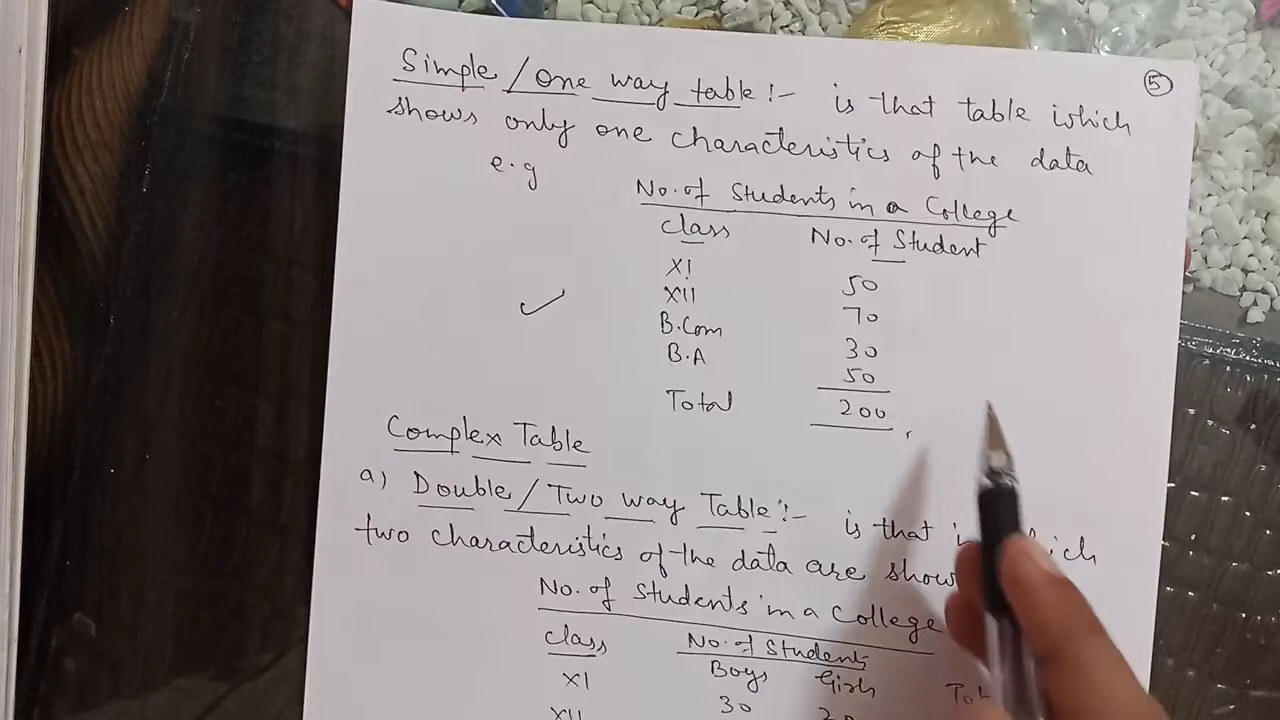 5
Simple / One way table :- is that table which
shows only one characteristics of the data
e.g
No. of Students in a College
Class No. of Student
XI 50
XII 70
B.Com 30
B.A 50
Total 200
Complex Table
a) Double / Two way Table :- is that in
two characteristics of the data are
No. of Students in a College
Class No. of Students
Boys Girls
XI 30 20
XII